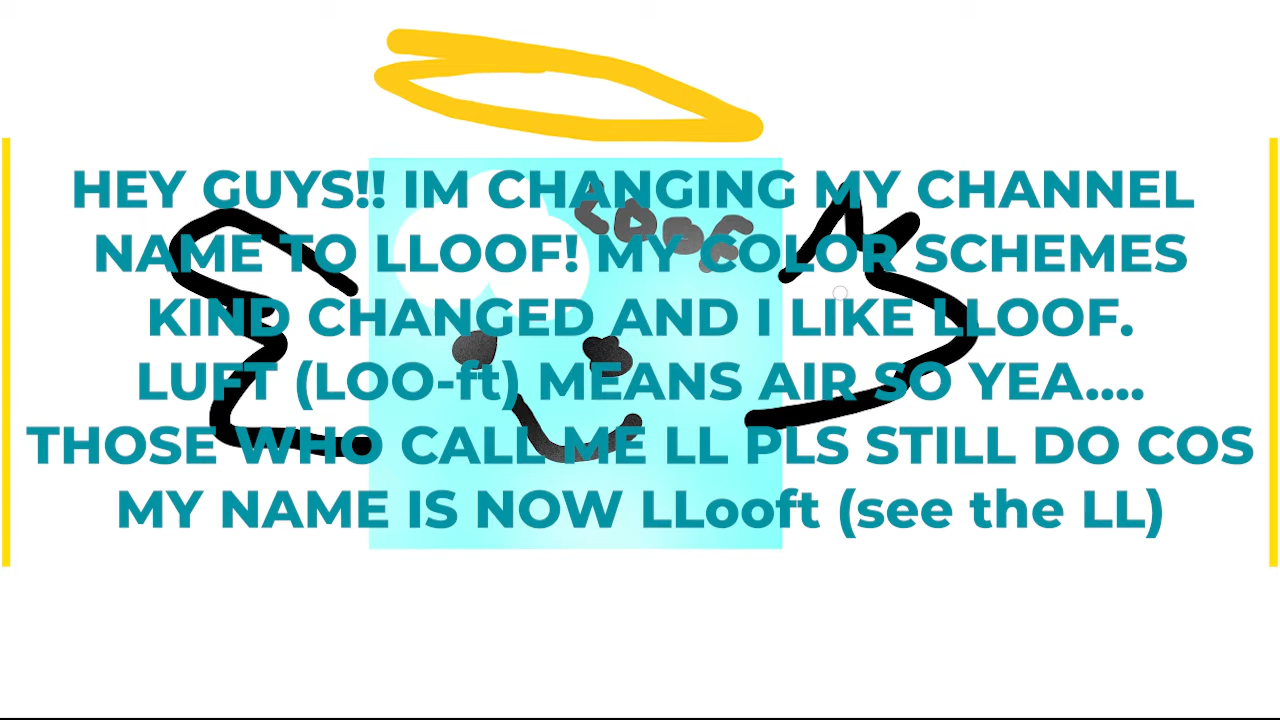 HEY GUYS!! IM CHANGING MY CHANNEL
NAME TO LLOOF! MY COLOR SCHEMES
KIND CHANGED AND I LIKE LLOOF.
LUFT (LOO-ft) MEANS AIR SO YEA....
THOSE WHO CALL ME LL PLS STILL DO COS
MY NAME IS NOW LLooft (see the LL)